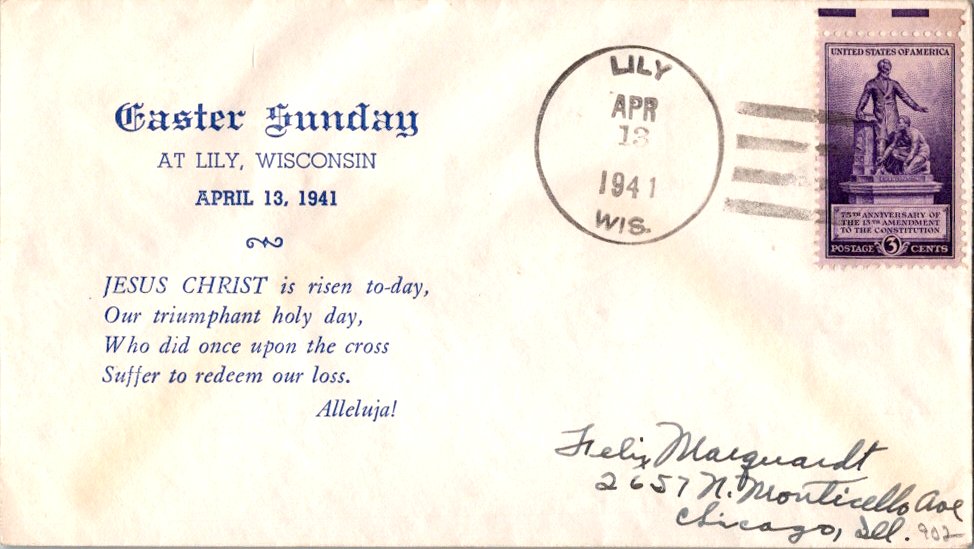 Easter Sunday
AT LILY, WISCONSIN
APRIL 13, 1941
JESUS CHRIST is risen to-day,
Our triumphant holy day,
Who did once upon the cross
Suffer to redeem our loss.
Alleluja!
LILY
APR
13
1941
WIS.
UNITED STATES OF AMERICA
75TH ANNIVERSARY OF
THE 13TH AMENDMENT
TO THE CONSTITUTION
POSTAGE 3 CENTS
Felix Marquardt
2657 N. Monticello Ave
Chicago, Ill. 902